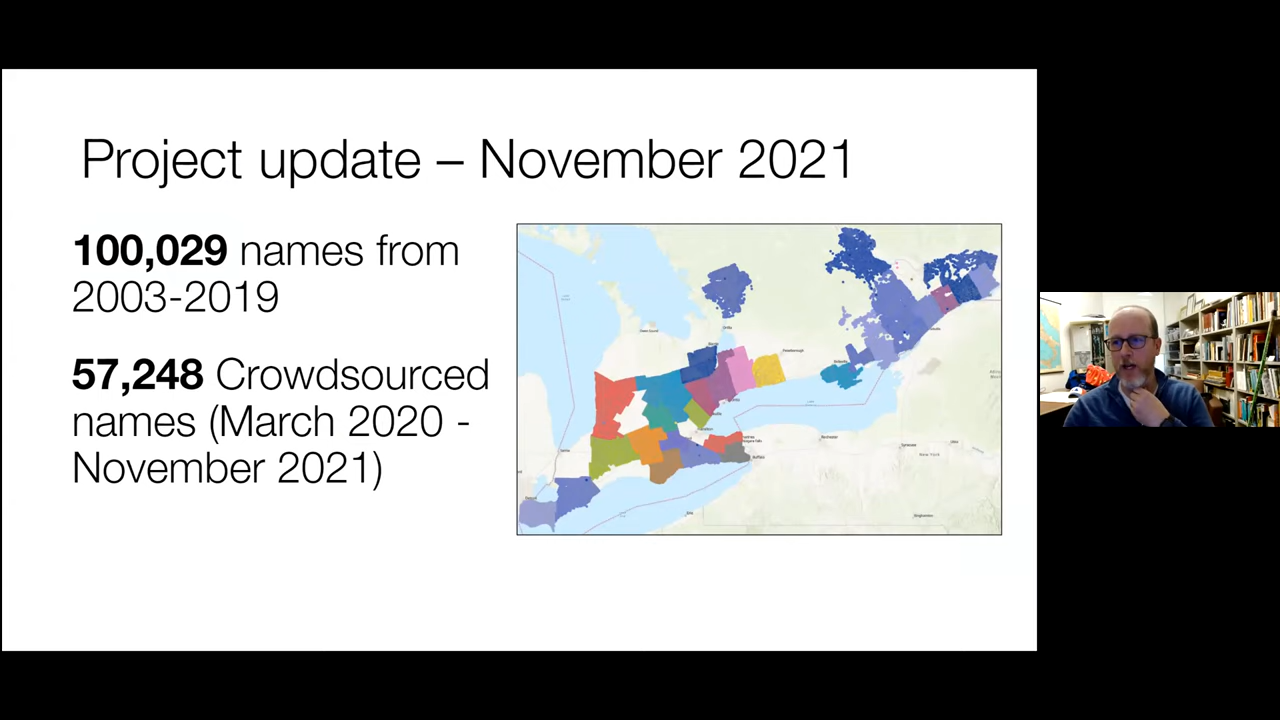 Project update – November 2021
100,029 names from
2003-2019
57,248 Crowdsourced
names (March 2020 -
November 2021)